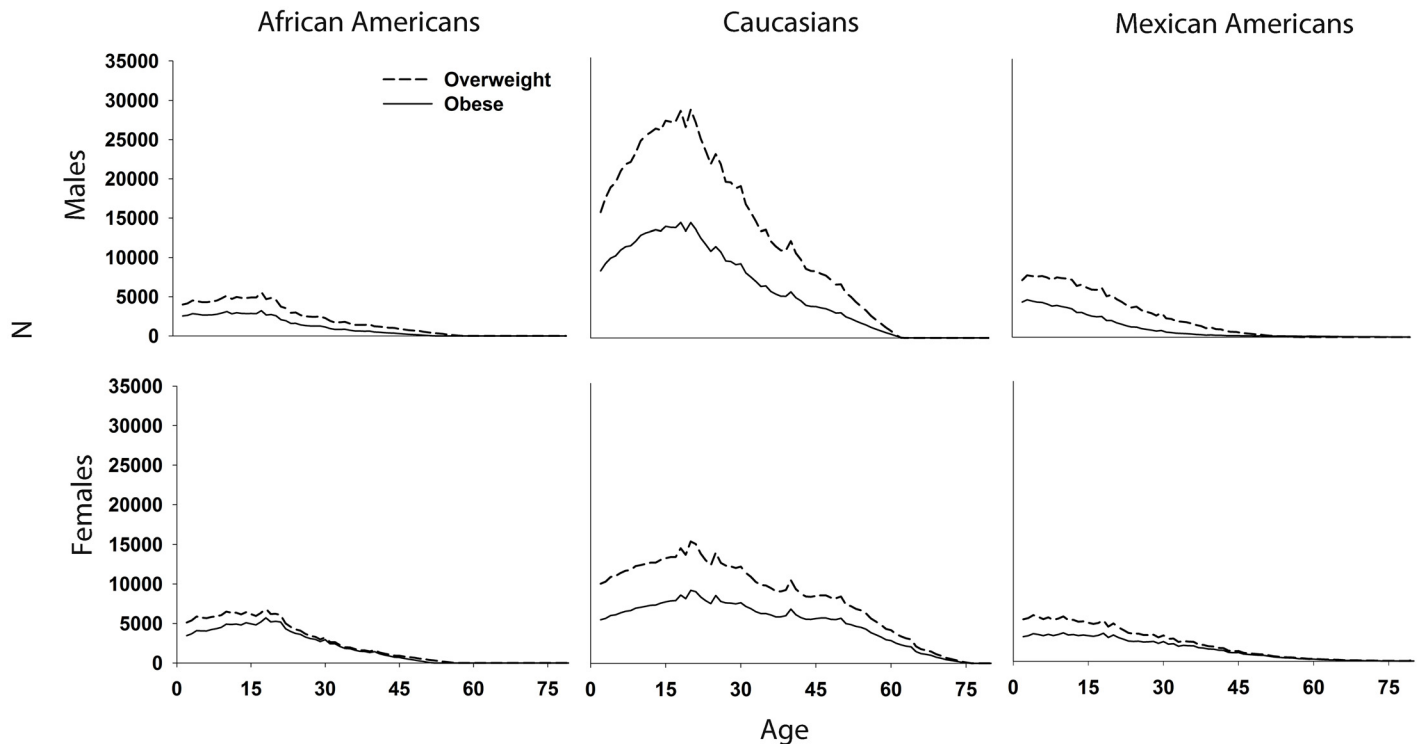 African Americans
Caucasians
Mexican Americans
35000
30000
25000
20000
15000
10000
5000
0
Overweight
Obese
Males
N
35000
30000
25000
20000
15000
10000
5000
0
Females
0 15 30 45 60 75
0 15 30 45 60 75
0 15 30 45 60 75
Age